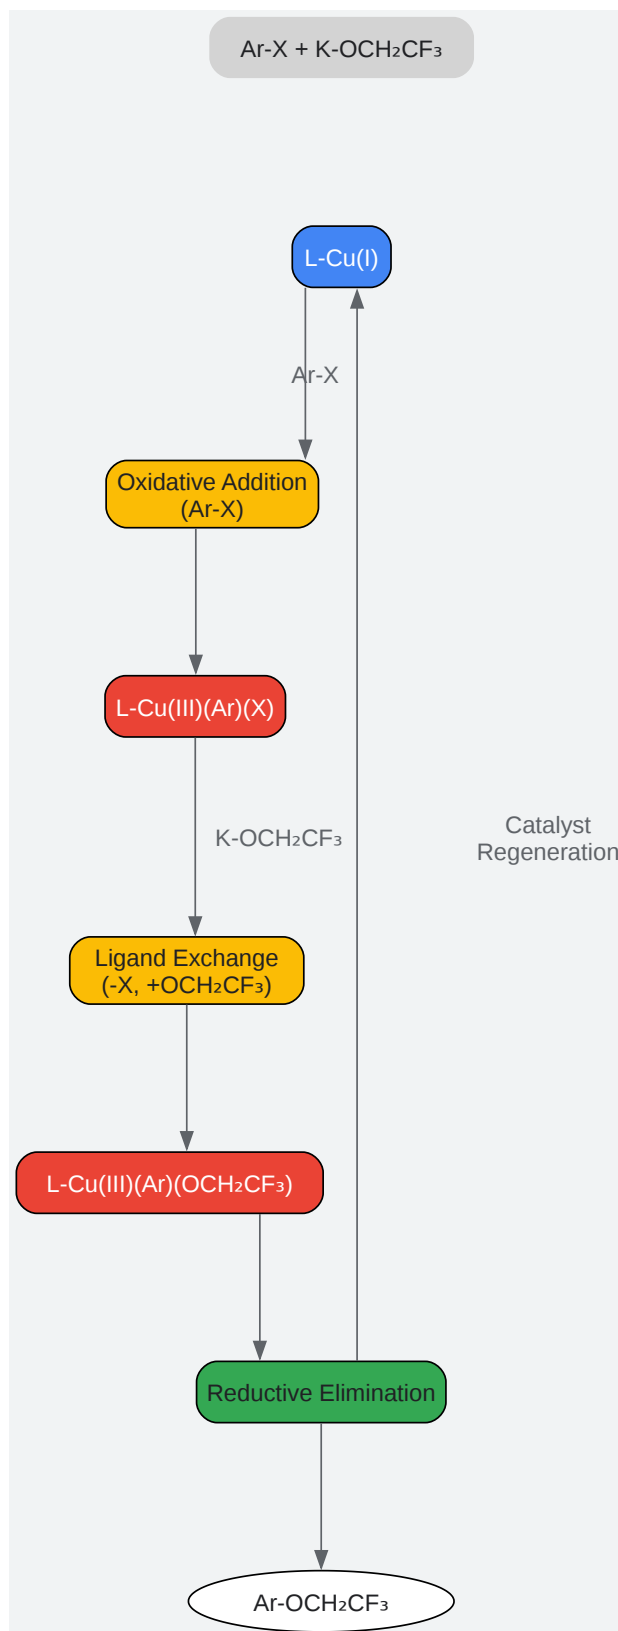 Ar-X + K-OCH₂CF₃
L-Cu(I)
Ar-X
Oxidative Addition
(Ar-X)
L-Cu(III)(Ar)(X)
K-OCH₂CF₃
Catalyst
Regeneration
Ligand Exchange
(-X, +OCH₂CF₃)
L-Cu(III)(Ar)(OCH₂CF₃)
Reductive Elimination
Ar-OCH₂CF₃